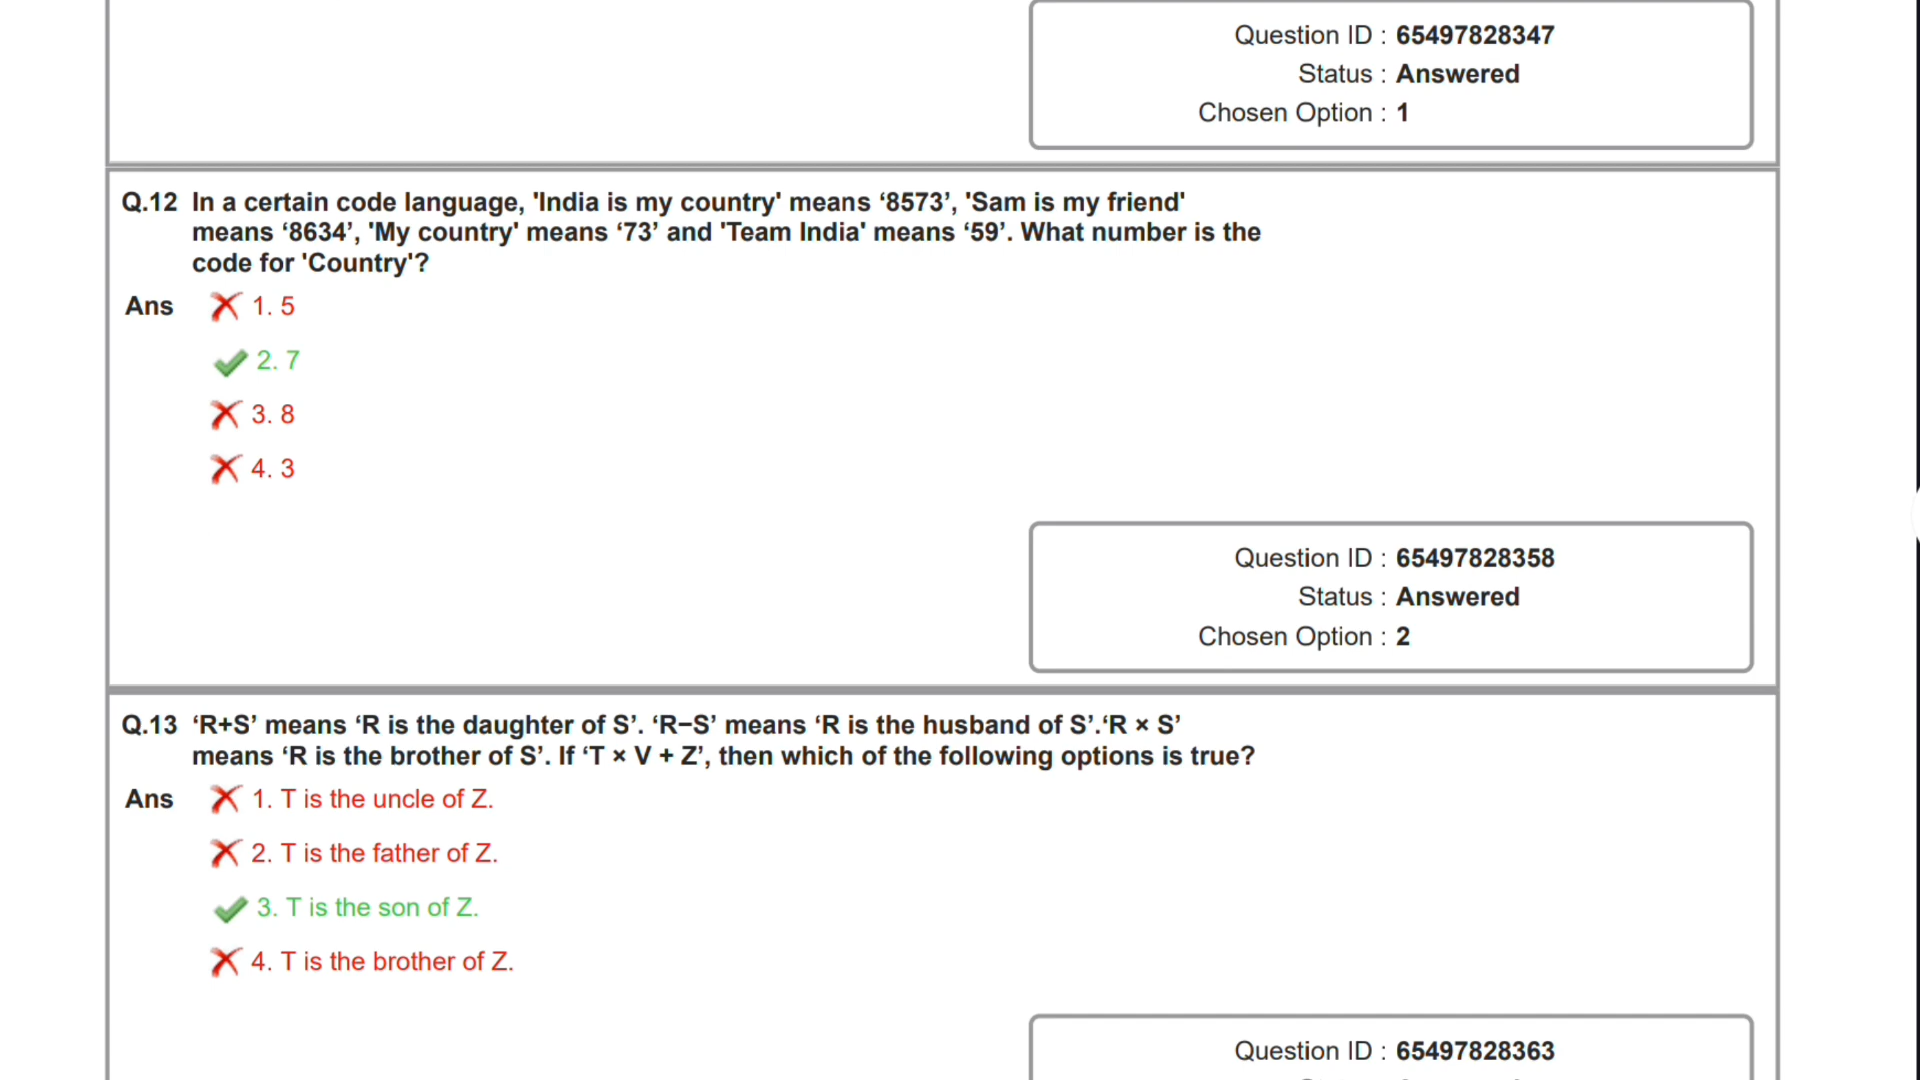 Question ID : 65497828347
Status : Answered
Chosen Option : 1
Q.12 In a certain code language, 'India is my country' means ‘8573’, 'Sam is my friend'
means ‘8634’, 'My country' means ‘73’ and 'Team India' means ‘59’. What number is the
code for 'Country'?
Ans 1. 5
2. 7
3. 8
4. 3
Question ID : 65497828358
Status : Answered
Chosen Option : 2
Q.13 ‘R+S’ means ‘R is the daughter of S’. ‘R−S’ means ‘R is the husband of S’.‘R × S’
means ‘R is the brother of S’. If ‘T × V + Z’, then which of the following options is true?
Ans 1. T is the uncle of Z.
2. T is the father of Z.
3. T is the son of Z.
4. T is the brother of Z.
Question ID : 65497828363